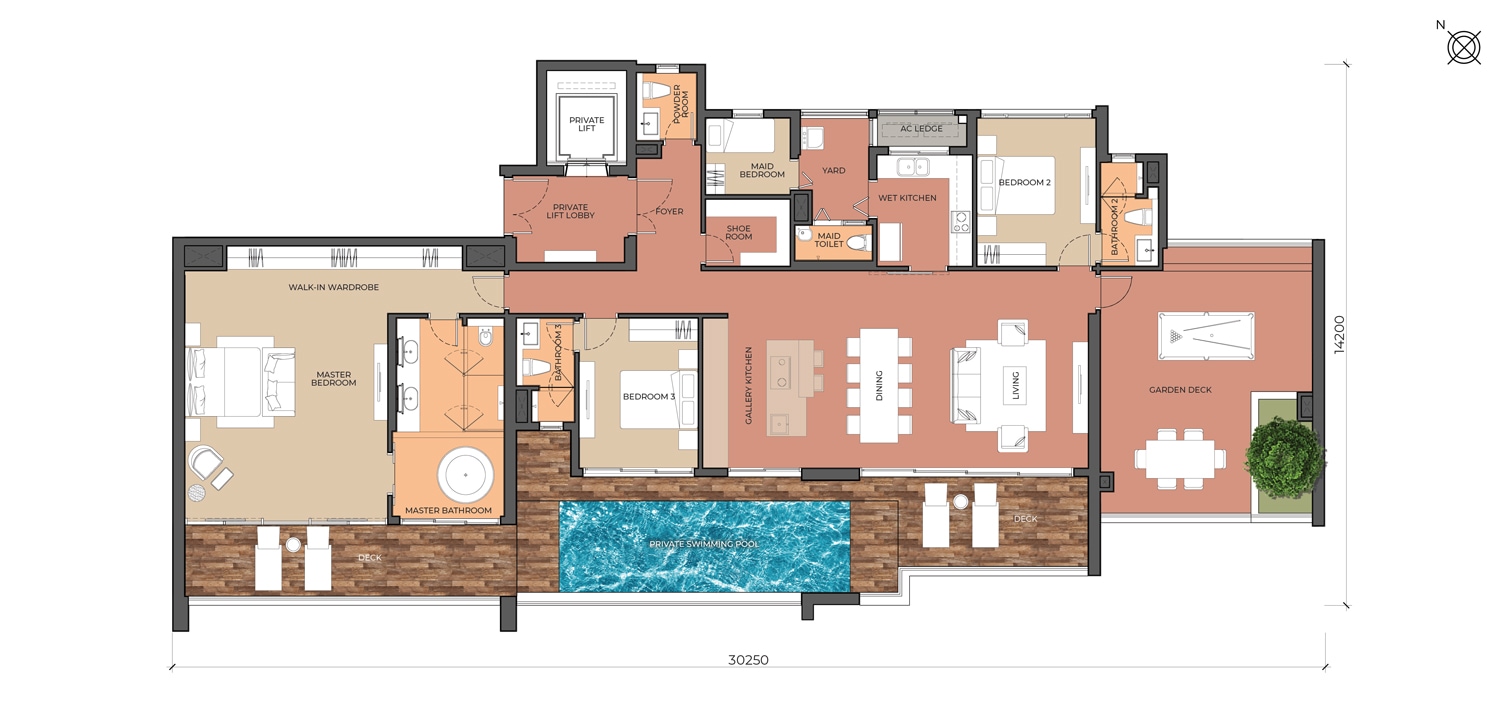 N
PRIVATE
LIFT
POWDER
ROOM
AC LEDGE
MAID
BEDROOM
YARD
BEDROOM 2
WET KITCHEN
PRIVATE
LIFT LOBBY
FOYER
SHOE
ROOM
MAID
TOILET
BATHROOM 2
WALK-IN WARDROBE
14200
MASTER
BEDROOM
BATHROOM 3
BEDROOM 3
GALLERY KITCHEN
DINING
LIVING
GARDEN DECK
MASTER BATHROOM
DECK
PRIVATE SWIMMING POOL
DECK
30250